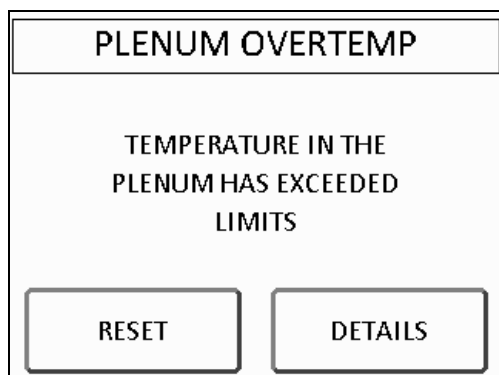 PLENUM OVERTEMP
TEMPERATURE IN THE
PLENUM HAS EXCEEDED
LIMITS
RESET
DETAILS